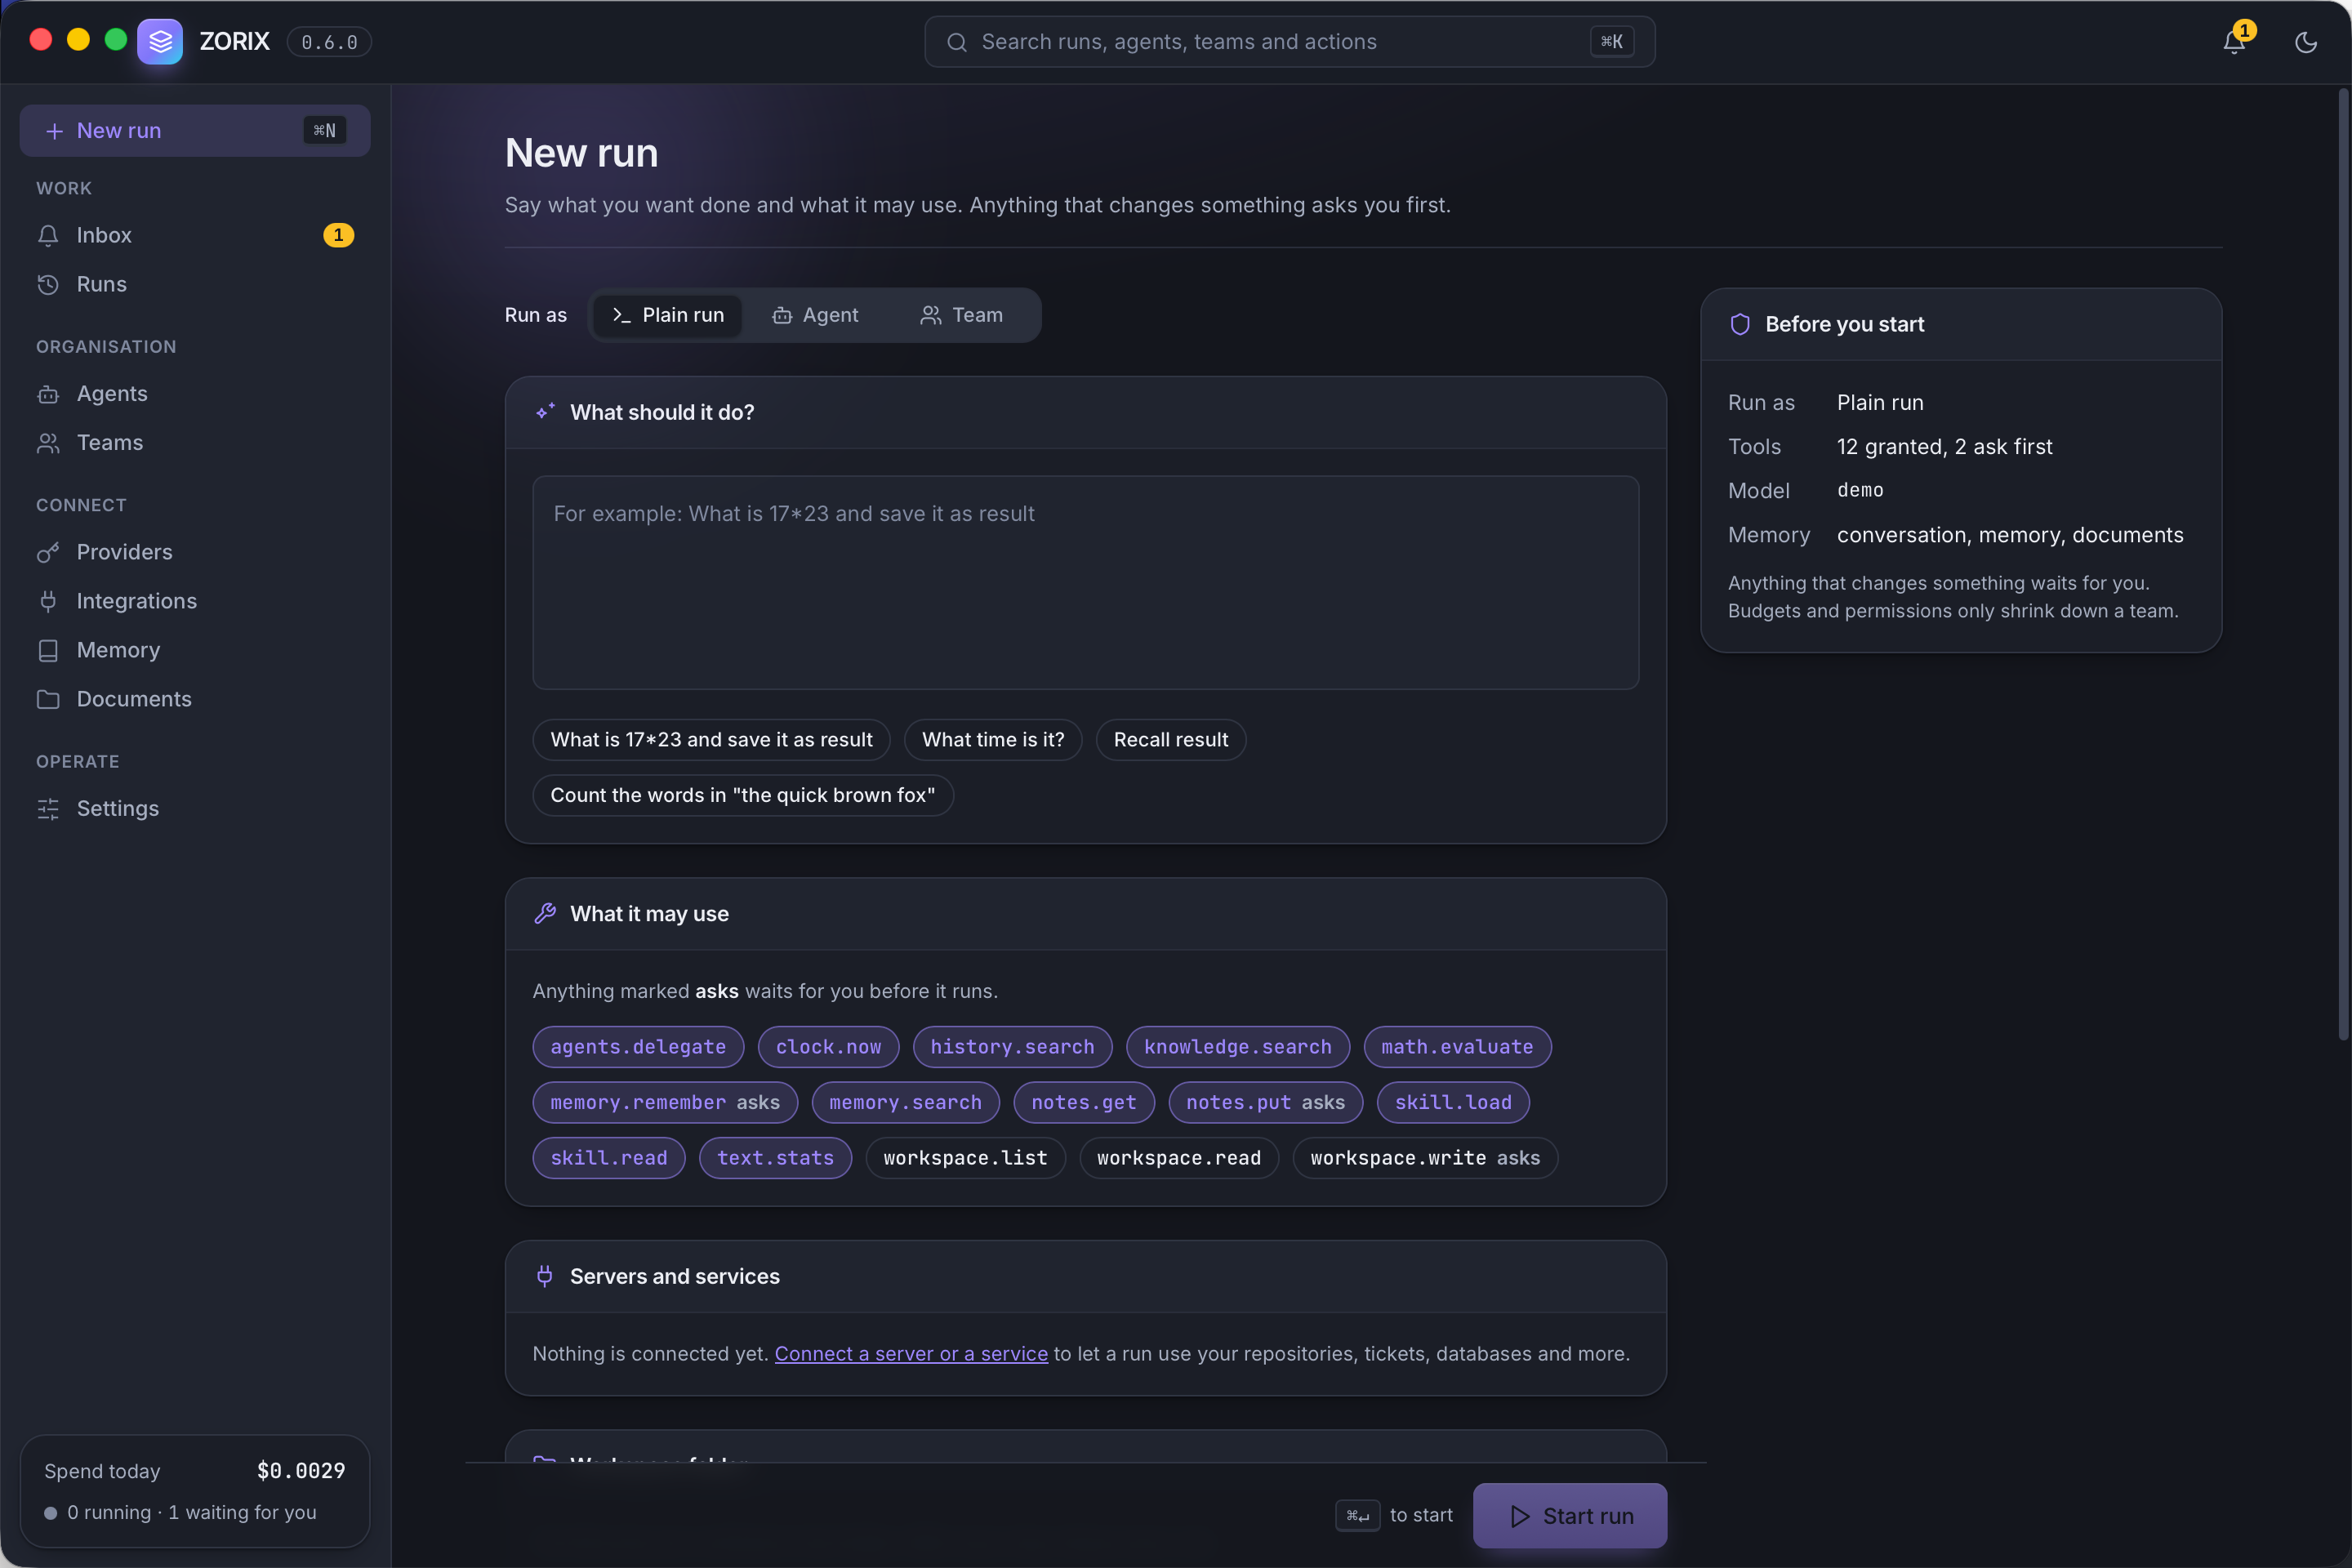 ZORIX 0.6.0
Search runs, agents, teams and actions ⌘K
1
New run ⌘N
WORK
Inbox 1
Runs
ORGANISATION
Agents
Teams
CONNECT
Providers
Integrations
Memory
Documents
OPERATE
Settings
Spend today $0.0029
0 running · 1 waiting for you
New run
Say what you want done and what it may use. Anything that changes something asks you first.
Run as Plain run Agent Team
What should it do?
For example: What is 17*23 and save it as result
What is 17*23 and save it as result What time is it? Recall result
Count the words in "the quick brown fox"
What it may use
Anything marked asks waits for you before it runs.
agents.delegate clock.now history.search knowledge.search math.evaluate
memory.remember asks memory.search notes.get notes.put asks skill.load
skill.read text.stats workspace.list workspace.read workspace.write asks
Servers and services
Nothing is connected yet. Connect a server or a service to let a run use your repositories, tickets, databases and more.
Workspace folder
⌘↵ to start Start run
Before you start
Run as Plain run
Tools 12 granted, 2 ask first
Model demo
Memory conversation, memory, documents
Anything that changes something waits for you.
Budgets and permissions only shrink down a team.